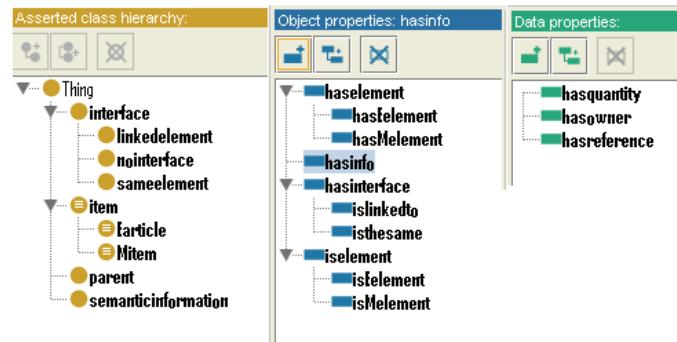 Asserted class hierarchy:
Thing
interface
linkedelement
nointerface
sameelement
item
Earticle
Mitem
parent
semanticinformation
Object properties: hasinfo
haselement
hasEelement
hasMelement
hasinfo
hasinterface
islinkedto
isthesame
iselement
isEelement
isMelement
Data properties:
hasquantity
hasowner
hasreference